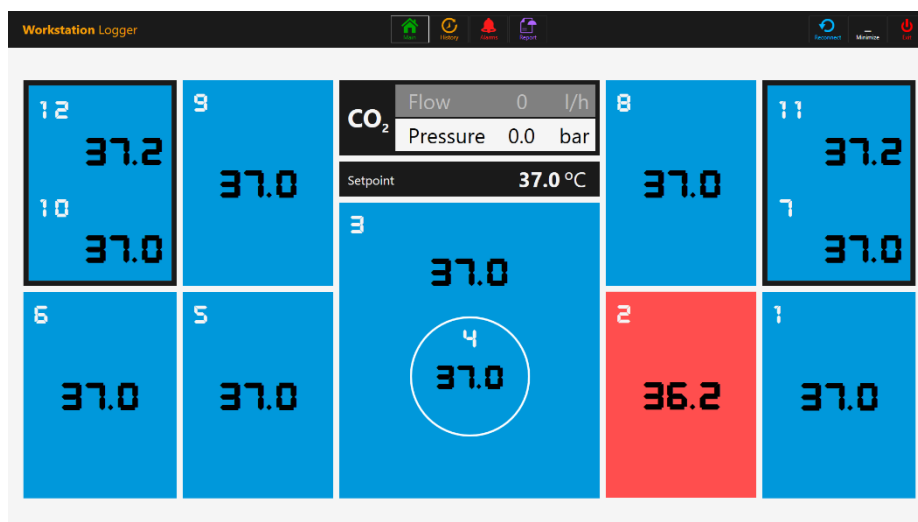 Workstation Logger
Main
History
Alarms
Report
Reconnect
Minimize
Exit
12
37.2
10
37.0
9
37.0
CO2
Flow 0 l/h
Pressure 0.0 bar
Setpoint 37.0 ºC
3
37.0
4
37.0
8
37.0
11
37.2
7
37.0
6
37.0
5
37.0
2
36.2
1
37.0